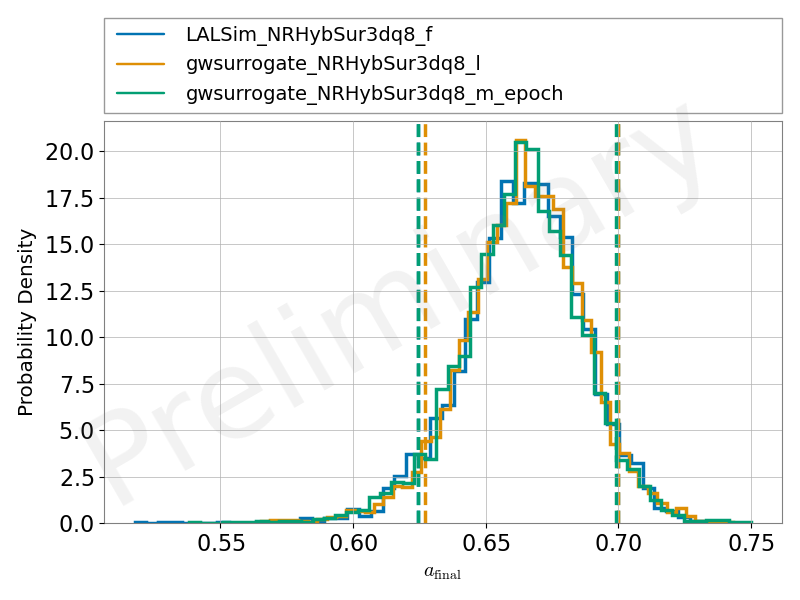 LALSim_NRHybSur3dq8_f
gwsurrogate_NRHybSur3dq8_l
gwsurrogate_NRHybSur3dq8_m_epoch
20.0
17.5
15.0
12.5
10.0
7.5
5.0
2.5
0.0
Probability Density
Preliminary
0.55 0.60 0.65 0.70 0.75
a_final